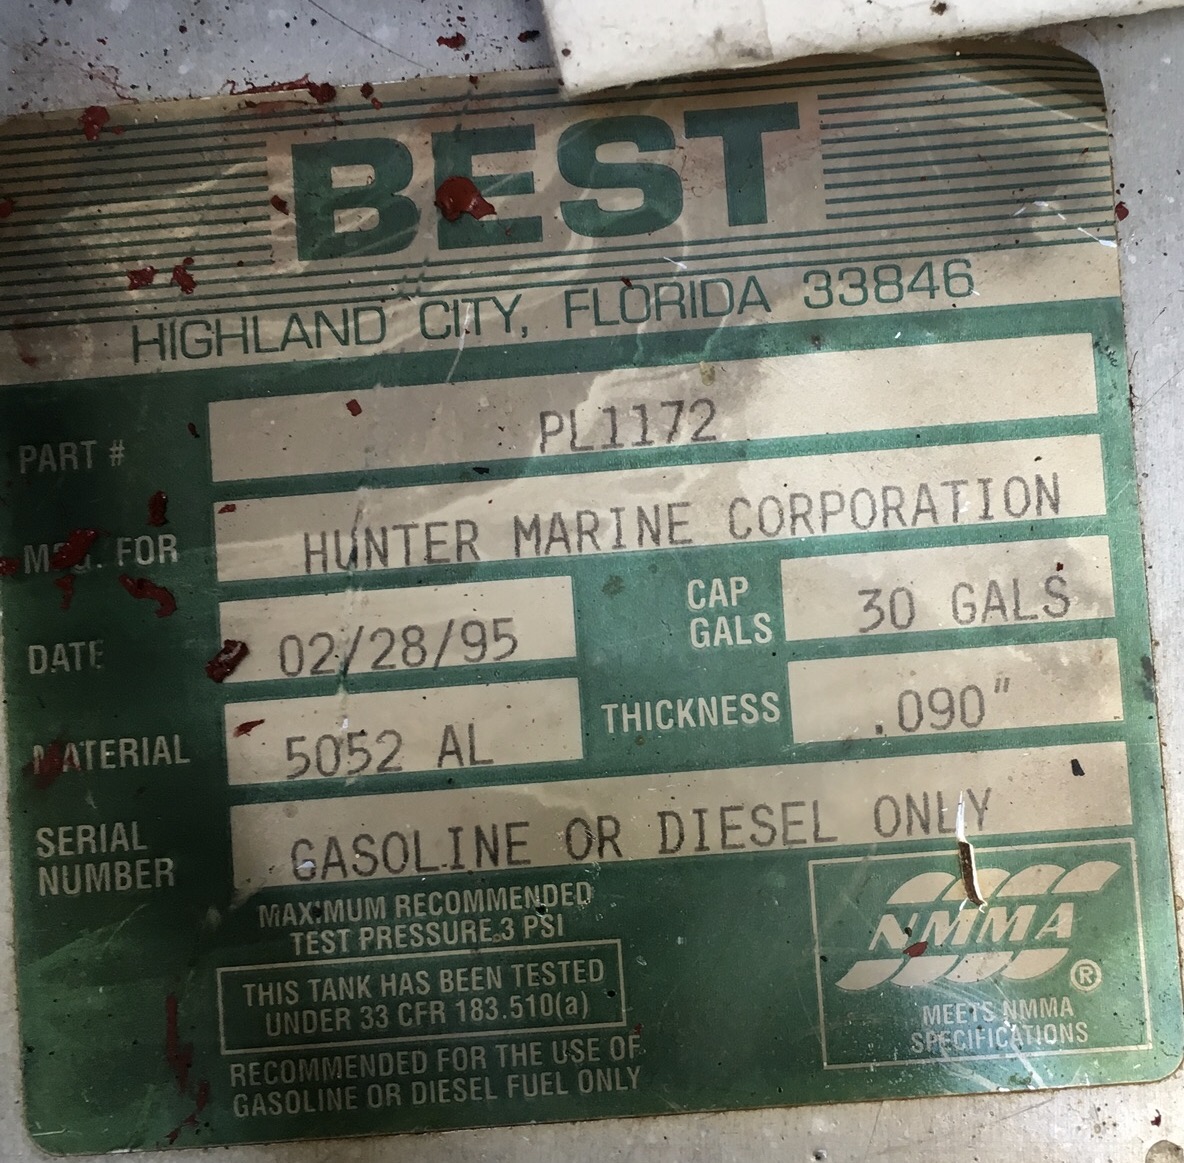 BEST
HIGHLAND CITY, FLORIDA 33846
PART # PL1172
MFG. FOR HUNTER MARINE CORPORATION
DATE 02/28/95 CAP GALS 30 GALS
MATERIAL 5052 AL THICKNESS .090"
SERIAL NUMBER GASOLINE OR DIESEL ONLY
MAXIMUM RECOMMENDED
TEST PRESSURE 3 PSI
THIS TANK HAS BEEN TESTED
UNDER 33 CFR 183.510(a)
RECOMMENDED FOR THE USE OF
GASOLINE OR DIESEL FUEL ONLY
NMMA ®
MEETS NMMA
SPECIFICATIONS